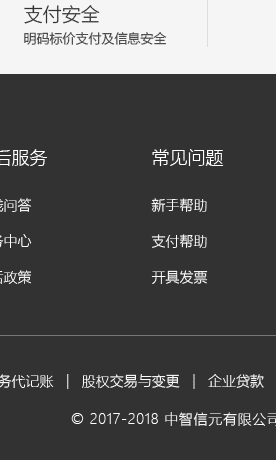 支付安全
明码标价支付及信息安全
后服务 常见问题
问答 新手帮助
中心 支付帮助
政策 开具发票
务代记账 | 股权交易与变更 | 企业贷款
© 2017-2018 中智信元有限公司